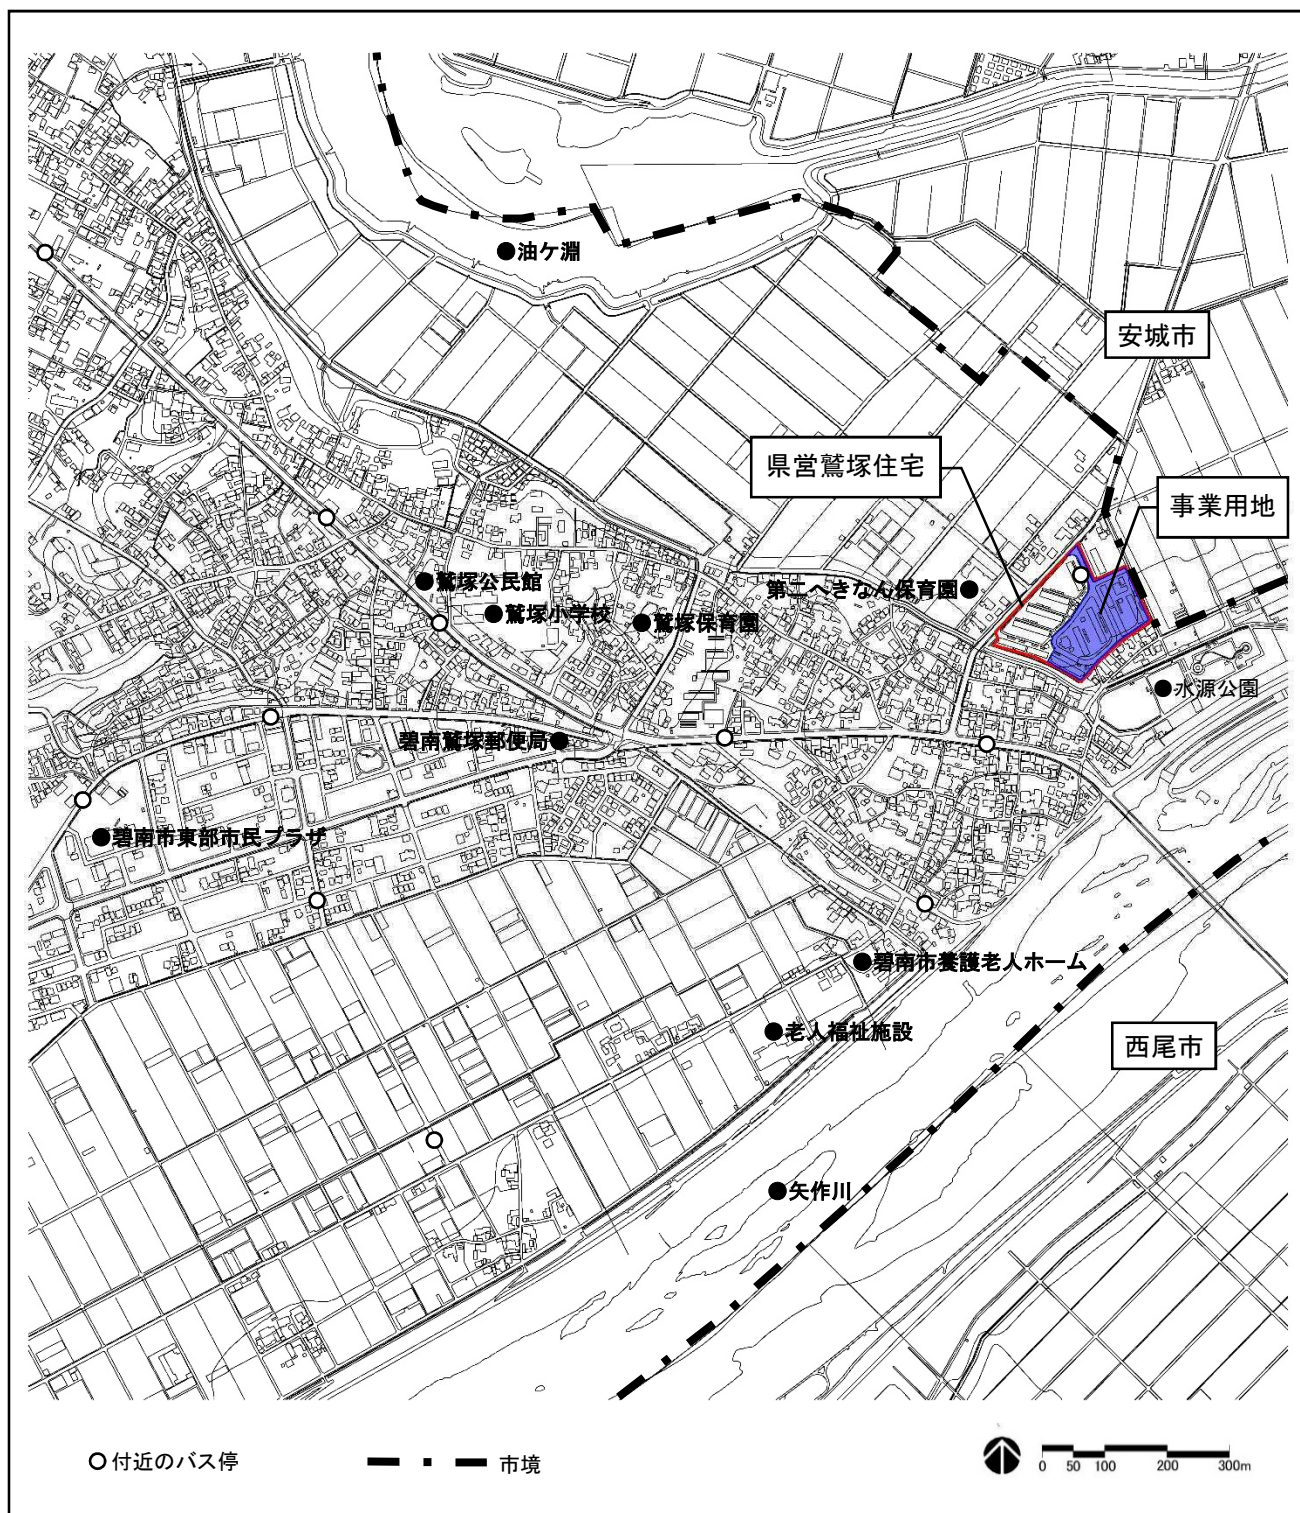 ●油ケ淵
安城市
県営鷲塚住宅
事業用地
●鷲塚公民館
第二へきなん保育園●
●鷲塚小学校
●鷲塚保育園
●水源公園
碧南鷲塚郵便局●
●碧南市東部市民プラザ
●碧南市養護老人ホーム
●老人福祉施設
西尾市
●矢作川
○付近のバス停
市境
0 50 100 200 300m